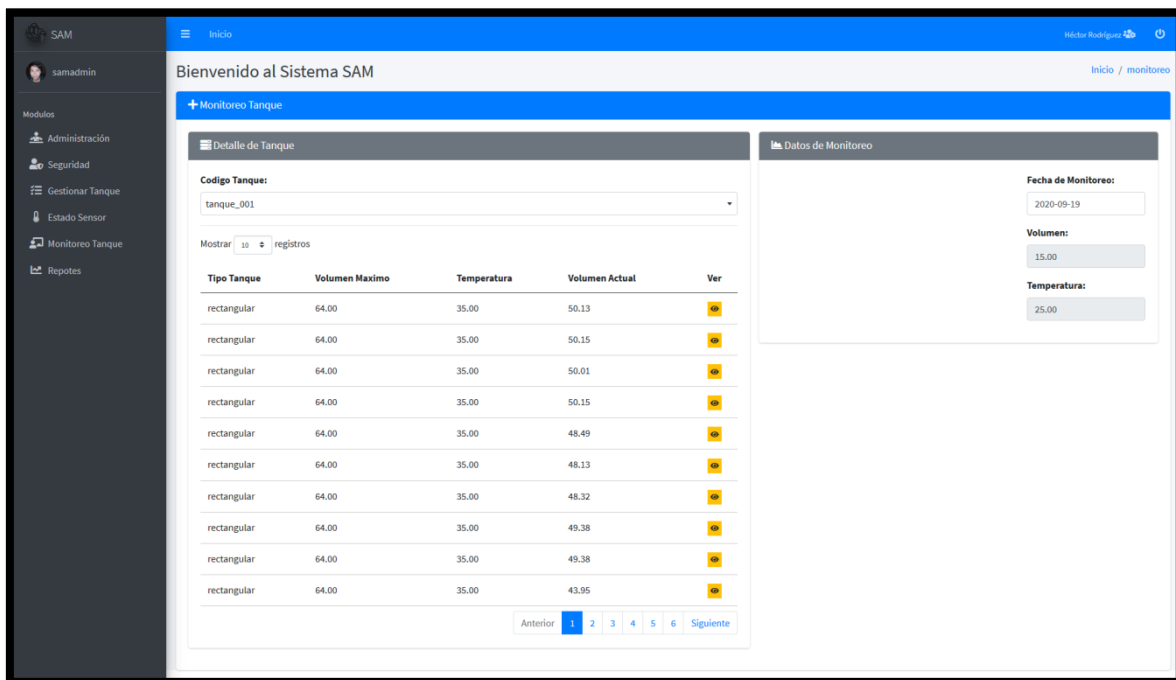 SAM
Inicio
Héctor Rodríguez
samadmin
Bienvenido al Sistema SAM
Inicio / monitoreo
Modulos
Administración
Seguridad
Gestionar Tanque
Estado Sensor
Monitoreo Tanque
Repotes
Monitoreo Tanque
Detalle de Tanque
Codigo Tanque:
tanque_001
Mostrar 10 registros
Tipo Tanque Volumen Maximo Temperatura Volumen Actual Ver
rectangular 64.00 35.00 50.13
rectangular 64.00 35.00 50.15
rectangular 64.00 35.00 50.01
rectangular 64.00 35.00 50.15
rectangular 64.00 35.00 48.49
rectangular 64.00 35.00 48.13
rectangular 64.00 35.00 48.32
rectangular 64.00 35.00 49.38
rectangular 64.00 35.00 49.38
rectangular 64.00 35.00 43.95
Anterior 1 2 3 4 5 6 Siguiente
Datos de Monitoreo
Fecha de Monitoreo:
2020-09-19
Volumen:
15.00
Temperatura:
25.00